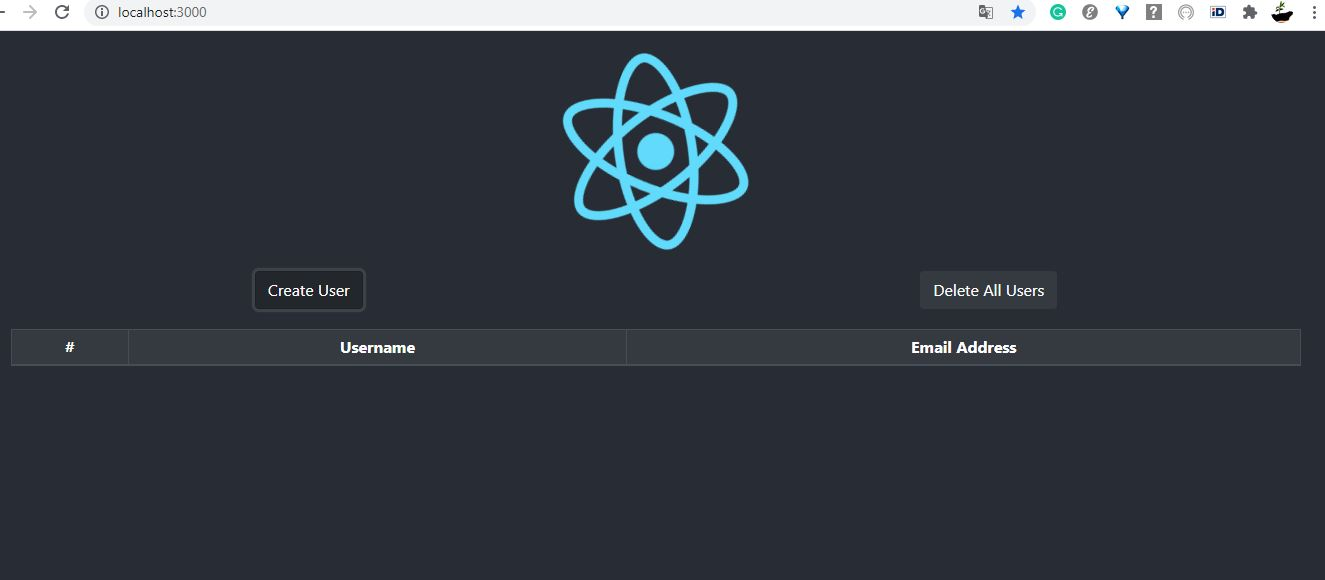 localhost:3000
Create User
Delete All Users
# Username Email Address